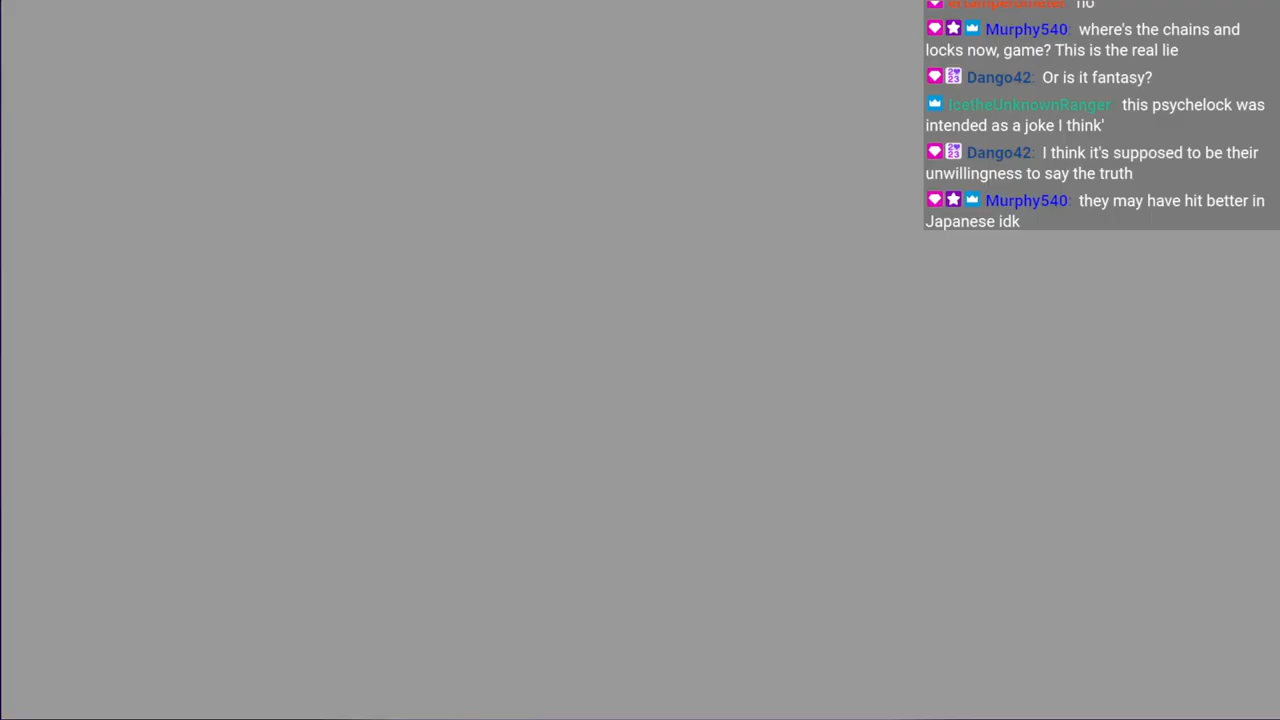 no
Murphy540: where's the chains and
locks now, game? This is the real lie
Dango42: Or is it fantasy?
IcetheUnknownRanger: this psychelock was
intended as a joke I think'
Dango42: I think it's supposed to be their
unwillingness to say the truth
Murphy540: they may have hit better in
Japanese idk